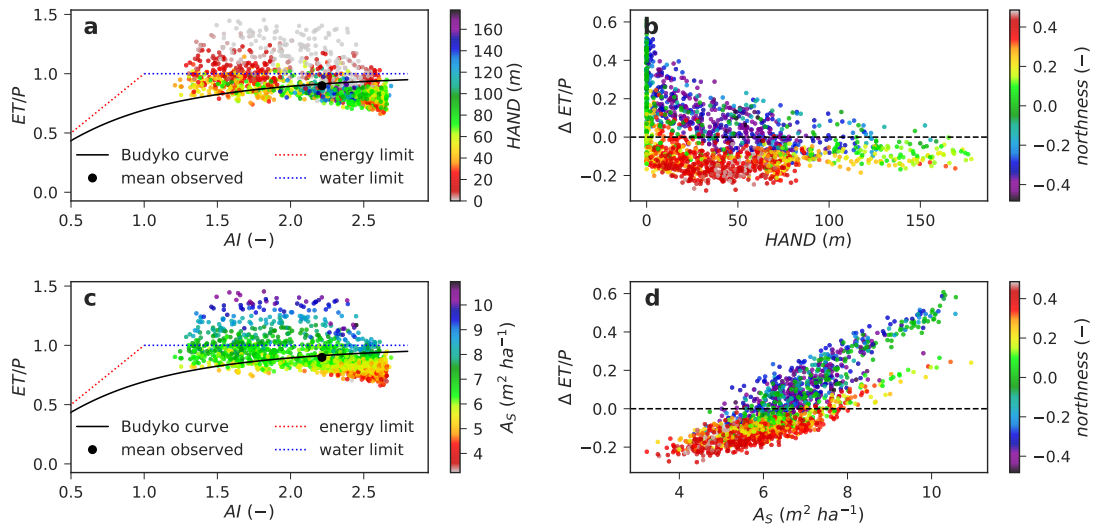 a
ET/P
1.5
1.0
0.5
0.0
Budyko curve
mean observed
energy limit
water limit
0.5
1.0
1.5
2.0
2.5
AI (−)
160
140
120
100
80
60
40
20
0
HAND (m)
b
Δ ET/P
0.6
0.4
0.2
0.0
−0.2
0
50
100
150
HAND (m)
0.4
0.2
0.0
−0.2
−0.4
northness (−)
c
ET/P
1.5
1.0
0.5
0.0
Budyko curve
mean observed
energy limit
water limit
0.5
1.0
1.5
2.0
2.5
AI (−)
10
9
8
7
6
5
4
A_S (m² ha⁻¹)
d
Δ ET/P
0.6
0.4
0.2
0.0
−0.2
4
6
8
10
A_S (m² ha⁻¹)
0.4
0.2
0.0
−0.2
−0.4
northness (−)